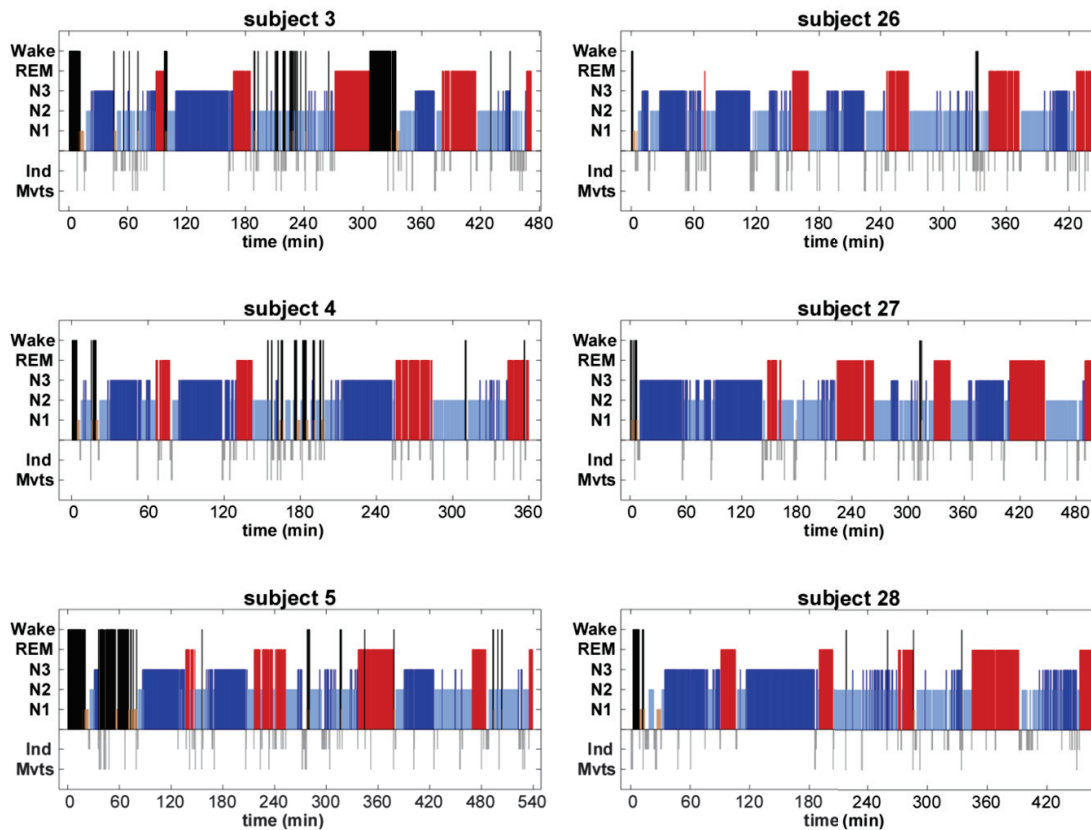 subject 3
Wake
REM
N3
N2
N1
Ind
Mvts
0 60 120 180 240 300 360 420 480
time (min)
subject 26
Wake
REM
N3
N2
N1
Ind
Mvts
0 60 120 180 240 300 360 420
time (min)
subject 4
Wake
REM
N3
N2
N1
Ind
Mvts
0 60 120 180 240 300 360
time (min)
subject 27
Wake
REM
N3
N2
N1
Ind
Mvts
0 60 120 180 240 300 360 420 480
time (min)
subject 5
Wake
REM
N3
N2
N1
Ind
Mvts
0 60 120 180 240 300 360 420 480 540
time (min)
subject 28
Wake
REM
N3
N2
N1
Ind
Mvts
0 60 120 180 240 300 360 420
time (min)